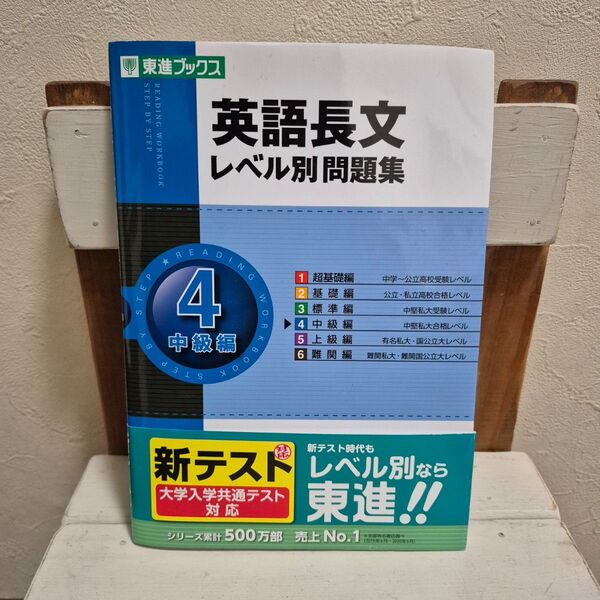 東進ブックス
READING WORKBOOK
STEP BY STEP
英語長文
レベル別問題集
★ READING WORKBOOK STEP BY STEP
4
中級編
1 超基礎編 中学～公立高校受験レベル
2 基礎編 公立・私立高校合格レベル
3 標準編 中堅私大受験レベル
▶ 4 中級編 中堅私大合格レベル
5 上級編 有名私大・国公立大レベル
6 難関編 難関私大・難関国公立大レベル
新テスト
大学入学共通テスト
対応
新テスト時代も
レベル別なら
東進!!
シリーズ累計 500万部 売上 No.1